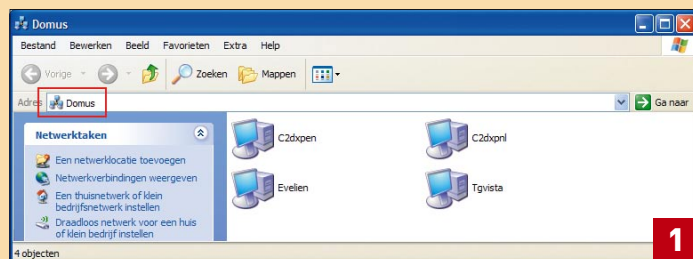 Domus
Bestand Bewerken Beeld Favorieten Extra Help
Vorige Zoeken Mappen
Adres Domus Ga naar
Netwerktaken
Een netwerklocatie toevoegen
Netwerkverbindingen weergeven
Een thuisnetwerk of klein
bedrijfsnetwerk instellen
Draadloos netwerk voor een huis
of klein bedrijf instellen
C2dxpen C2dxpnl
Evelien Tgvista
4 objecten
1